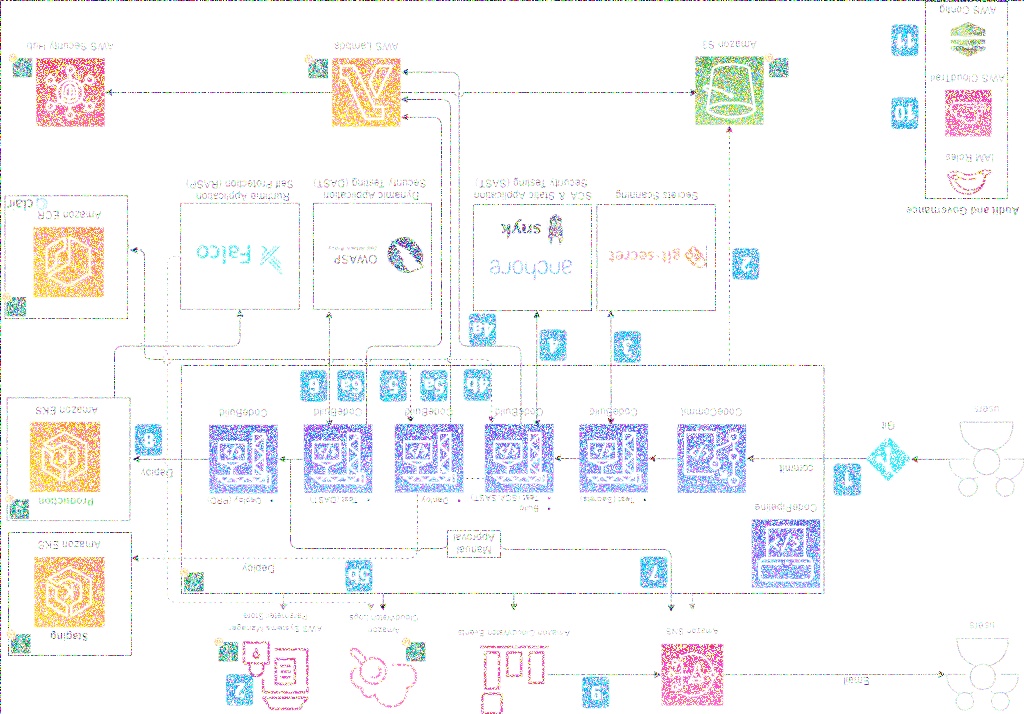 users
Email
Amazon SNS
9
Amazon CloudWatch Events
Amazon
CloudWatch Logs
2
AWS Systems Manager
Parameter Store
Staging
Amazon EKS
CodePipeline
7
Manual
Approval
5b
Deploy
1
commit
Git
users
CodeCommit
Test (Secrets)
CodeBuild
Build
Test (SCA, SAST)
CodeBuild
Deploy
CodeBuild
Test (DAST)
CodeBuild
Deploy (PRD)
CodeBuild
Deploy
8
Production
Amazon EKS
3
4
4a
4b
5a
5
6a
6
2
git-secret
Secrets Scanning
anchore
snyk
SCA & Static Application
Security Testing (SAST)
OWASP
Dynamic Application
Security Testing (DAST)
Falco
Runtime Application
Self Protection (RASP)
Amazon ECR
clair
Audit and Governance
IAM Roles
10
AWS CloudTrail
11
AWS Config
Amazon S3
AWS Lambda
AWS Security Hub